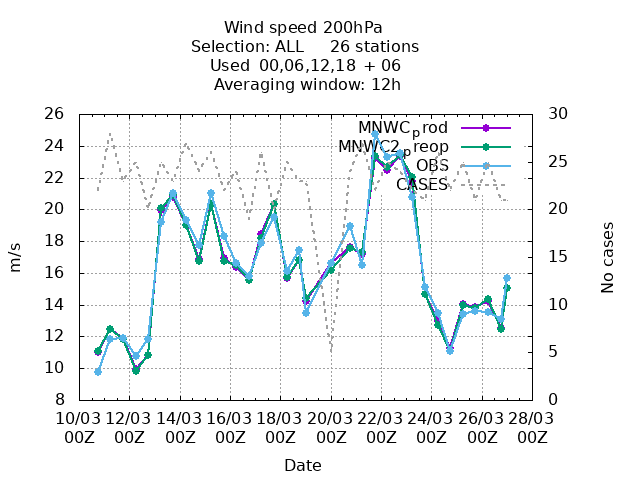 Wind speed 200hPa
Selection: ALL 26 stations
Used 00,06,12,18 + 06
Averaging window: 12h
MNWC_prod
MNWC2_preop
OBS
CASES
m/s
26
24
22
20
18
16
14
12
10
8
No cases
30
25
20
15
10
5
0
10/03 12/03 14/03 16/03 18/03 20/03 22/03 24/03 26/03 28/03
00Z 00Z 00Z 00Z 00Z 00Z 00Z 00Z 00Z 00Z
Date